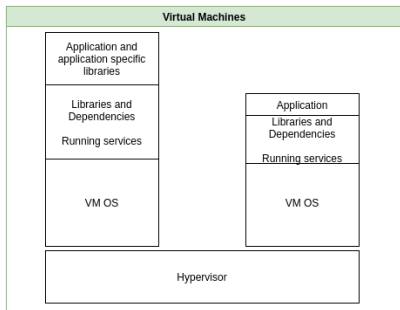 Virtual Machines
Application and
application specific
libraries
Libraries and
Dependencies
Running services
VM OS
Application
Libraries and
Dependencies
Running services
VM OS
Hypervisor